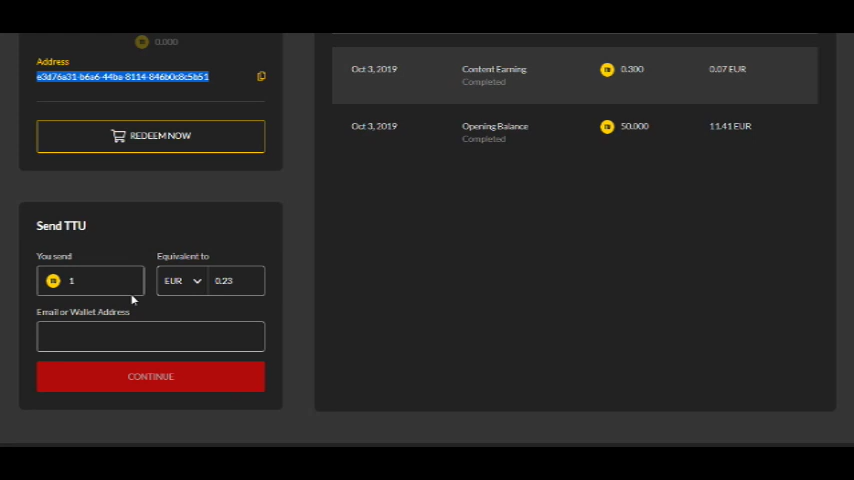 0.000
Address
e3d76a31-b6a6-44ba-8114-846b0c8c5b51
REDEEM NOW
Send TTU
You send
Equivalent to
1
EUR
0.23
Email or Wallet Address
CONTINUE
Oct 3, 2019 Content Earning 0.300 0.07 EUR
Completed
Oct 3, 2019 Opening Balance 50.000 11.41 EUR
Completed